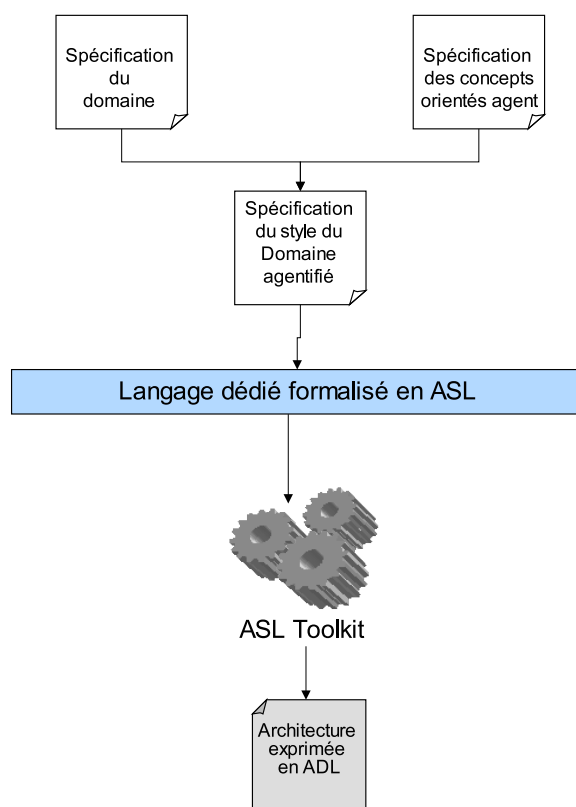 Spécification
du
domaine
Spécification
des concepts
orientés agent
Spécification
du style du
Domaine
agentifié
Langage dédié formalisé en ASL
ASL Toolkit
Architecture
exprimée
en ADL